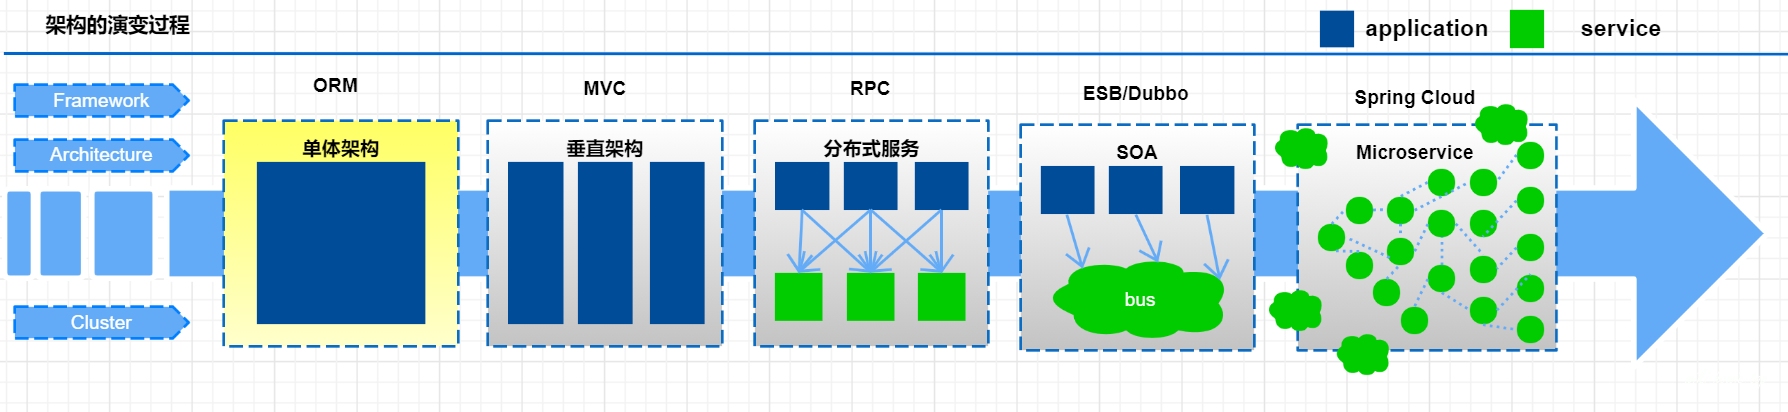 架构的演变过程
application
service
Framework
ORM
MVC
RPC
ESB/Dubbo
Spring Cloud
Architecture
单体架构
垂直架构
分布式服务
SOA
Microservice
bus
Cluster